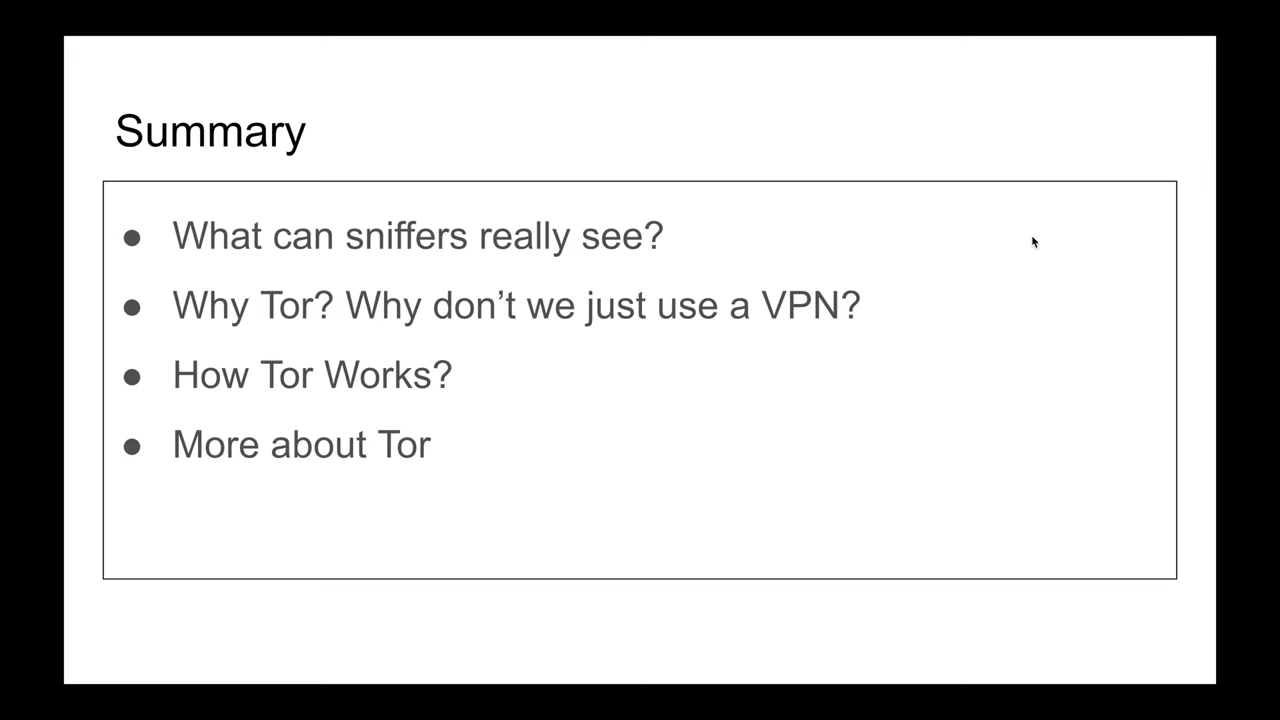 Summary
● What can sniffers really see?
● Why Tor? Why don’t we just use a VPN?
● How Tor Works?
● More about Tor